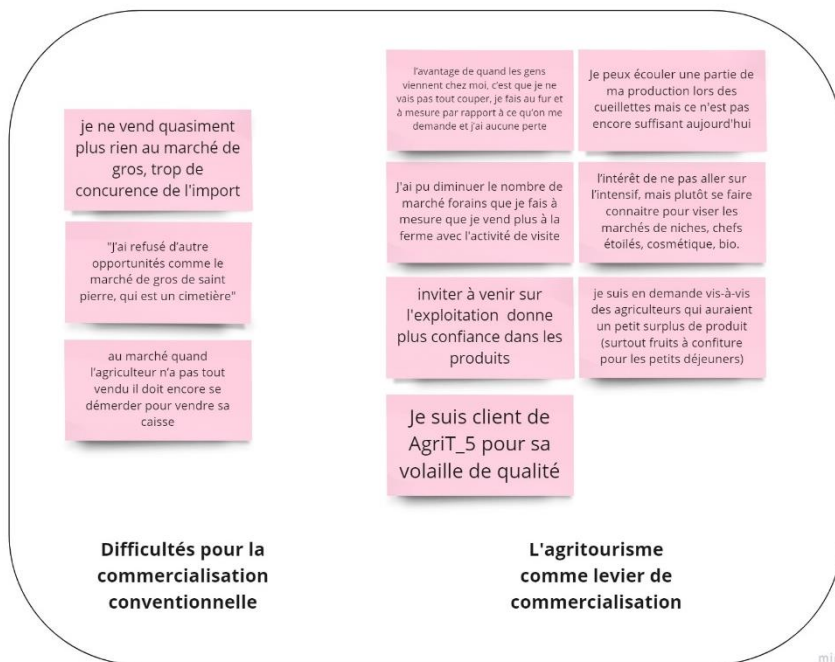 je ne vend quasiment
plus rien au marché de
gros, trop de
concurence de l'import
"J'ai refusé d'autre
opportunités comme le
marché de gros de saint
pierre, qui est un cimetière"
au marché quand
l'agriculteur n'a pas tout
vendu il doit encore se
démerder pour vendre sa
caisse
Difficultés pour la
commercialisation
conventionnelle
l'avantage de quand les gens
viennent chez moi, c'est que je ne
vais pas tout couper, je fais au fur et
à mesure par rapport à ce qu'on me
demande et j'ai aucune perte
Je peux écouler une partie de
ma production lors des
cueillettes mais ce n'est pas
encore suffisant aujourd'hui
J'ai pu diminuer le nombre de
marché forains que je fais à
mesure que je vend plus à la
ferme avec l'activité de visite
l'intérêt de ne pas aller sur
l'intensif, mais plutôt se faire
connaitre pour viser les
marchés de niches, chefs
étoilés, cosmétique, bio.
inviter à venir sur
l'exploitation donne
plus confiance dans les
produits
je suis en demande vis-à-vis
des agriculteurs qui auraient
un petit surplus de produit
(surtout fruits à confiture
pour les petits déjeuners)
Je suis client de
AgriT_5 pour sa
volaille de qualité
L'agritourisme
comme levier de
commercialisation